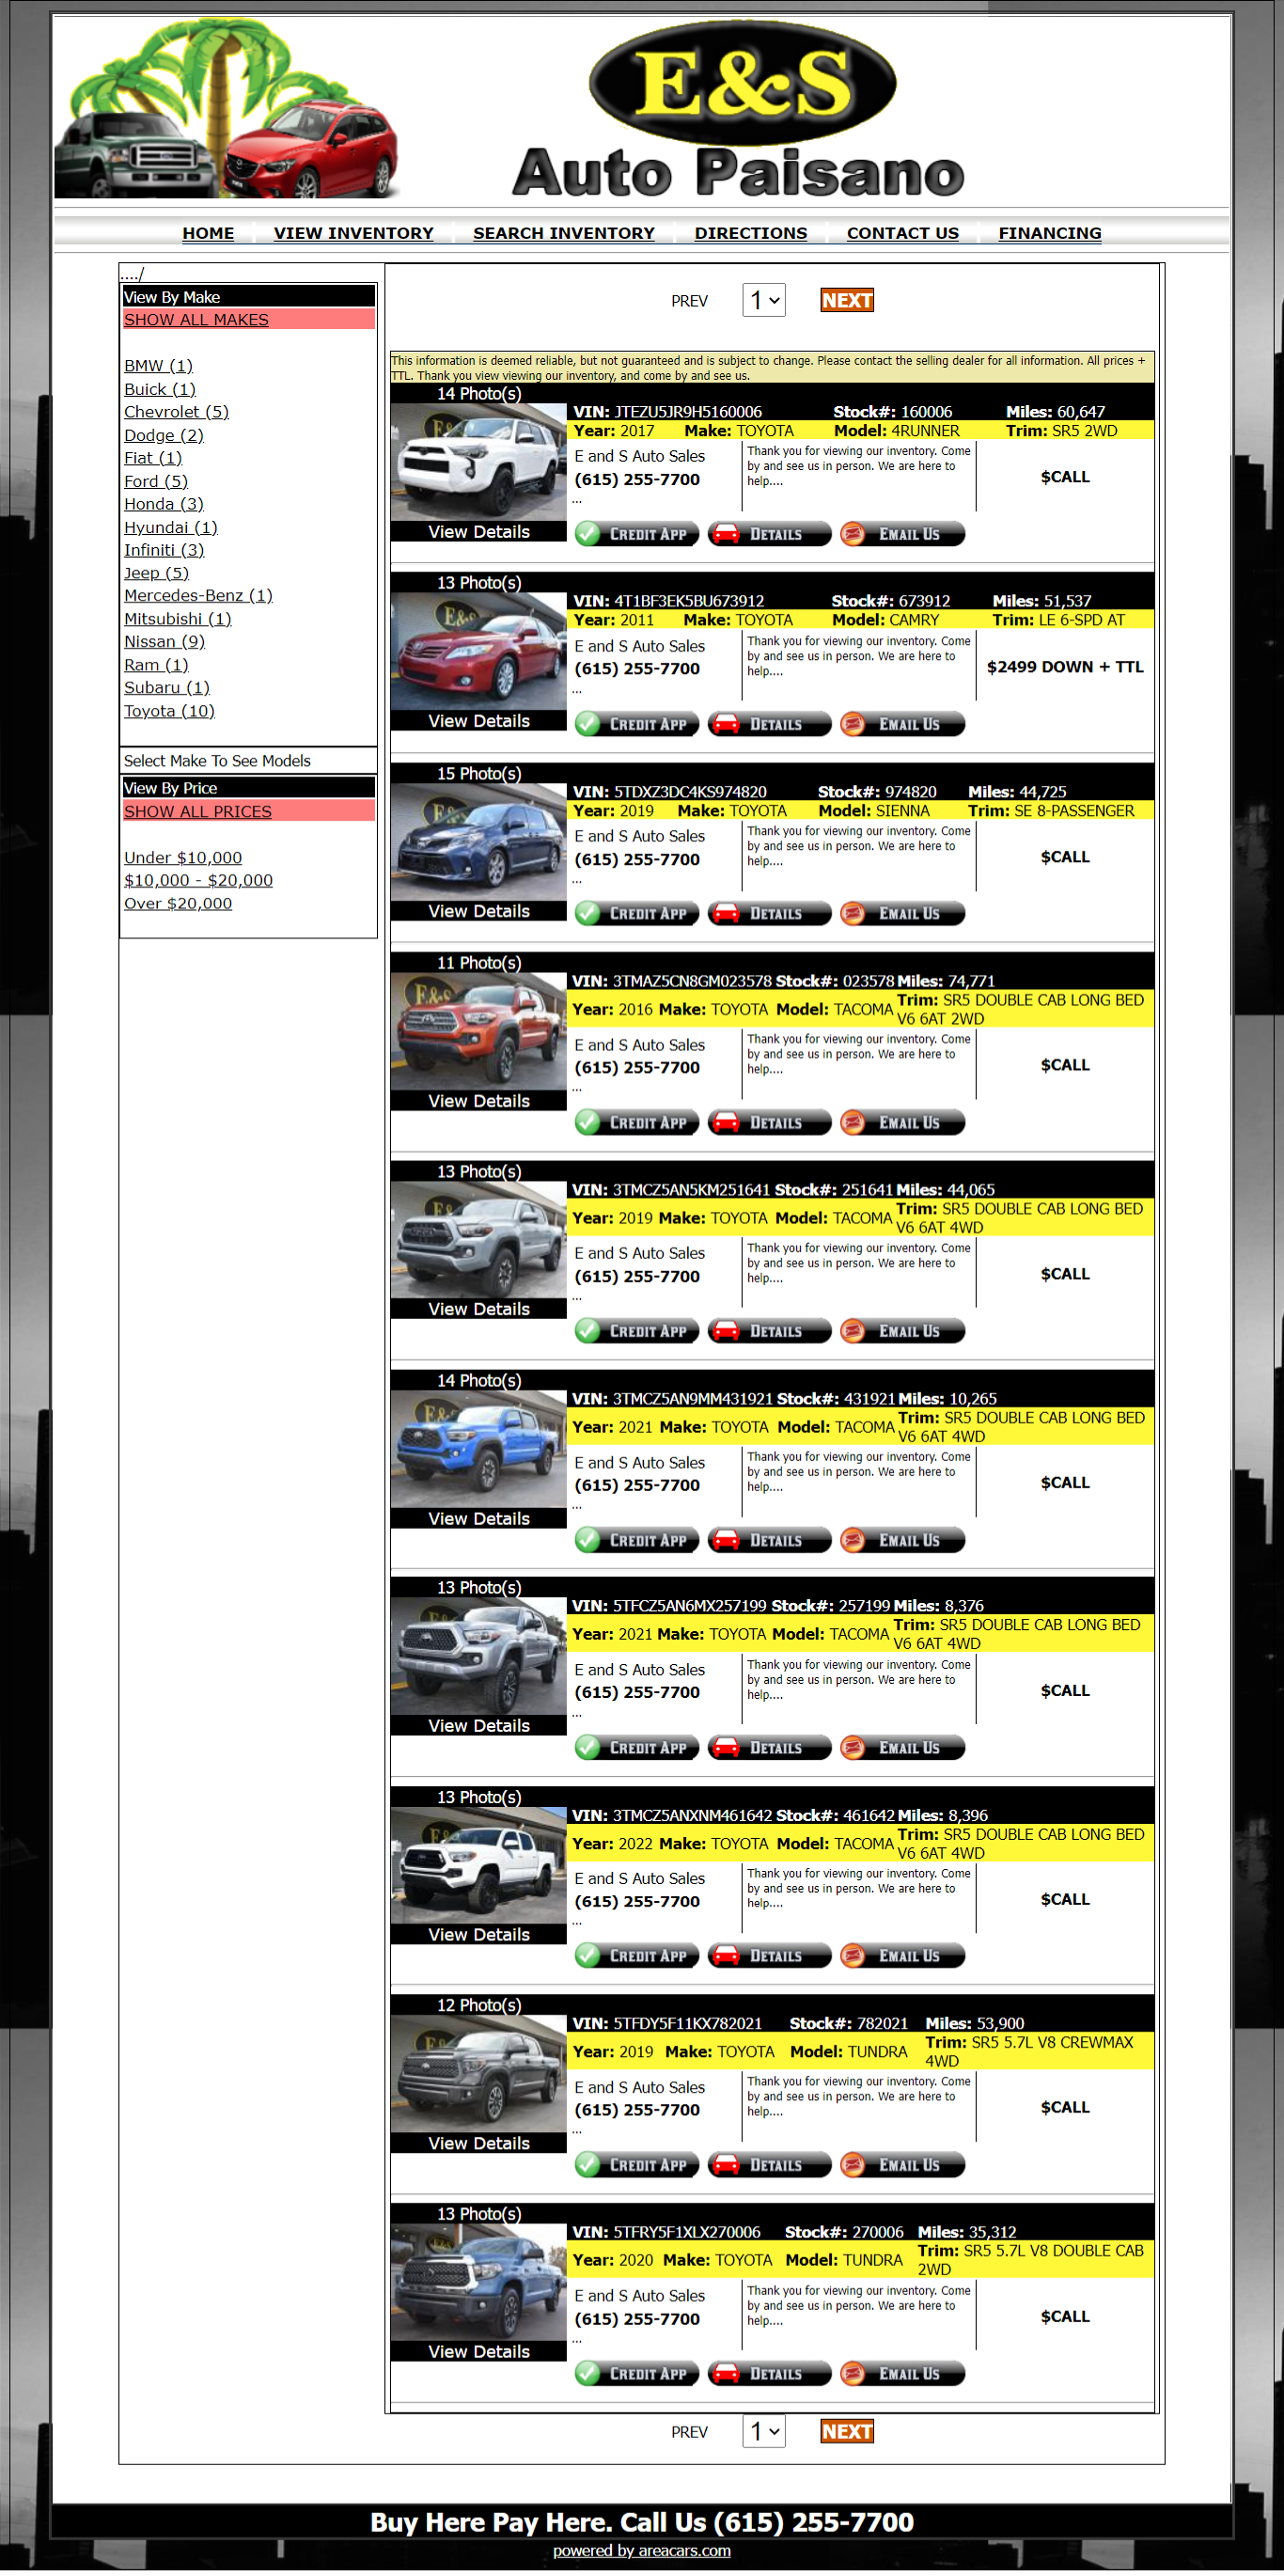 E&S
Auto Paisano
HOME VIEW INVENTORY SEARCH INVENTORY DIRECTIONS CONTACT US FINANCING
..../
View By Make
SHOW ALL MAKES
BMW (1)
Buick (1)
Chevrolet (5)
Dodge (2)
Fiat (1)
Ford (5)
Honda (3)
Hyundai (1)
Infiniti (3)
Jeep (5)
Mercedes-Benz (1)
Mitsubishi (1)
Nissan (9)
Ram (1)
Subaru (1)
Toyota (10)
Select Make To See Models
View By Price
SHOW ALL PRICES
Under $10,000
$10,000 - $20,000
Over $20,000
PREV 1 NEXT
This information is deemed reliable, but not guaranteed and is subject to change. Please contact the selling dealer for all information. All prices +
TTL. Thank you view viewing our inventory, and come by and see us.
14 Photo(s)
View Details
VIN: JTEZU5JR9H5160006 Stock#: 160006 Miles: 60,647
Year: 2017 Make: TOYOTA Model: 4RUNNER Trim: SR5 2WD
E and S Auto Sales
(615) 255-7700
...
Thank you for viewing our inventory. Come
by and see us in person. We are here to
help....
$CALL
CREDIT APP DETAILS EMAIL US
13 Photo(s)
View Details
VIN: 4T1BF3EK5BU673912 Stock#: 673912 Miles: 51,537
Year: 2011 Make: TOYOTA Model: CAMRY Trim: LE 6-SPD AT
E and S Auto Sales
(615) 255-7700
...
Thank you for viewing our inventory. Come
by and see us in person. We are here to
help....
$2499 DOWN + TTL
CREDIT APP DETAILS EMAIL US
15 Photo(s)
View Details
VIN: 5TDXZ3DC4KS974820 Stock#: 974820 Miles: 44,725
Year: 2019 Make: TOYOTA Model: SIENNA Trim: SE 8-PASSENGER
E and S Auto Sales
(615) 255-7700
...
Thank you for viewing our inventory. Come
by and see us in person. We are here to
help....
$CALL
CREDIT APP DETAILS EMAIL US
11 Photo(s)
View Details
VIN: 3TMAZ5CN8GM023578 Stock#: 023578 Miles: 74,771
Year: 2016 Make: TOYOTA Model: TACOMA Trim: SR5 DOUBLE CAB LONG BED
V6 6AT 2WD
E and S Auto Sales
(615) 255-7700
...
Thank you for viewing our inventory. Come
by and see us in person. We are here to
help....
$CALL
CREDIT APP DETAILS EMAIL US
13 Photo(s)
View Details
VIN: 3TMCZ5AN5KM251641 Stock#: 251641 Miles: 44,065
Year: 2019 Make: TOYOTA Model: TACOMA Trim: SR5 DOUBLE CAB LONG BED
V6 6AT 4WD
E and S Auto Sales
(615) 255-7700
...
Thank you for viewing our inventory. Come
by and see us in person. We are here to
help....
$CALL
CREDIT APP DETAILS EMAIL US
14 Photo(s)
View Details
VIN: 3TMCZ5AN9MM431921 Stock#: 431921 Miles: 10,265
Year: 2021 Make: TOYOTA Model: TACOMA Trim: SR5 DOUBLE CAB LONG BED
V6 6AT 4WD
E and S Auto Sales
(615) 255-7700
...
Thank you for viewing our inventory. Come
by and see us in person. We are here to
help....
$CALL
CREDIT APP DETAILS EMAIL US
13 Photo(s)
View Details
VIN: 5TFCZ5AN6MX257199 Stock#: 257199 Miles: 8,376
Year: 2021 Make: TOYOTA Model: TACOMA Trim: SR5 DOUBLE CAB LONG BED
V6 6AT 4WD
E and S Auto Sales
(615) 255-7700
...
Thank you for viewing our inventory. Come
by and see us in person. We are here to
help....
$CALL
CREDIT APP DETAILS EMAIL US
13 Photo(s)
View Details
VIN: 3TMCZ5ANXNM461642 Stock#: 461642 Miles: 8,396
Year: 2022 Make: TOYOTA Model: TACOMA Trim: SR5 DOUBLE CAB LONG BED
V6 6AT 4WD
E and S Auto Sales
(615) 255-7700
...
Thank you for viewing our inventory. Come
by and see us in person. We are here to
help....
$CALL
CREDIT APP DETAILS EMAIL US
12 Photo(s)
View Details
VIN: 5TFDY5F11KX782021 Stock#: 782021 Miles: 53,900
Year: 2019 Make: TOYOTA Model: TUNDRA Trim: SR5 5.7L V8 CREWMAX
4WD
E and S Auto Sales
(615) 255-7700
...
Thank you for viewing our inventory. Come
by and see us in person. We are here to
help....
$CALL
CREDIT APP DETAILS EMAIL US
13 Photo(s)
View Details
VIN: 5TFRY5F1XLX270006 Stock#: 270006 Miles: 35,312
Year: 2020 Make: TOYOTA Model: TUNDRA Trim: SR5 5.7L V8 DOUBLE CAB
2WD
E and S Auto Sales
(615) 255-7700
...
Thank you for viewing our inventory. Come
by and see us in person. We are here to
help....
$CALL
CREDIT APP DETAILS EMAIL US
PREV 1 NEXT
Buy Here Pay Here. Call Us (615) 255-7700
powered by areacars.com